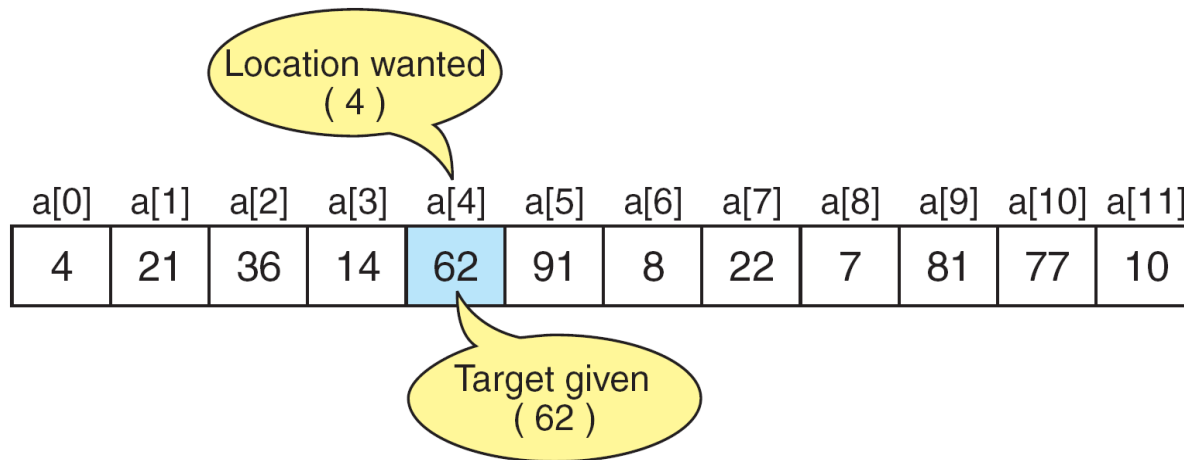 Location wanted
( 4 )
a[0] a[1] a[2] a[3] a[4] a[5] a[6] a[7] a[8] a[9] a[10] a[11]
4 21 36 14 62 91 8 22 7 81 77 10
Target given
( 62 )